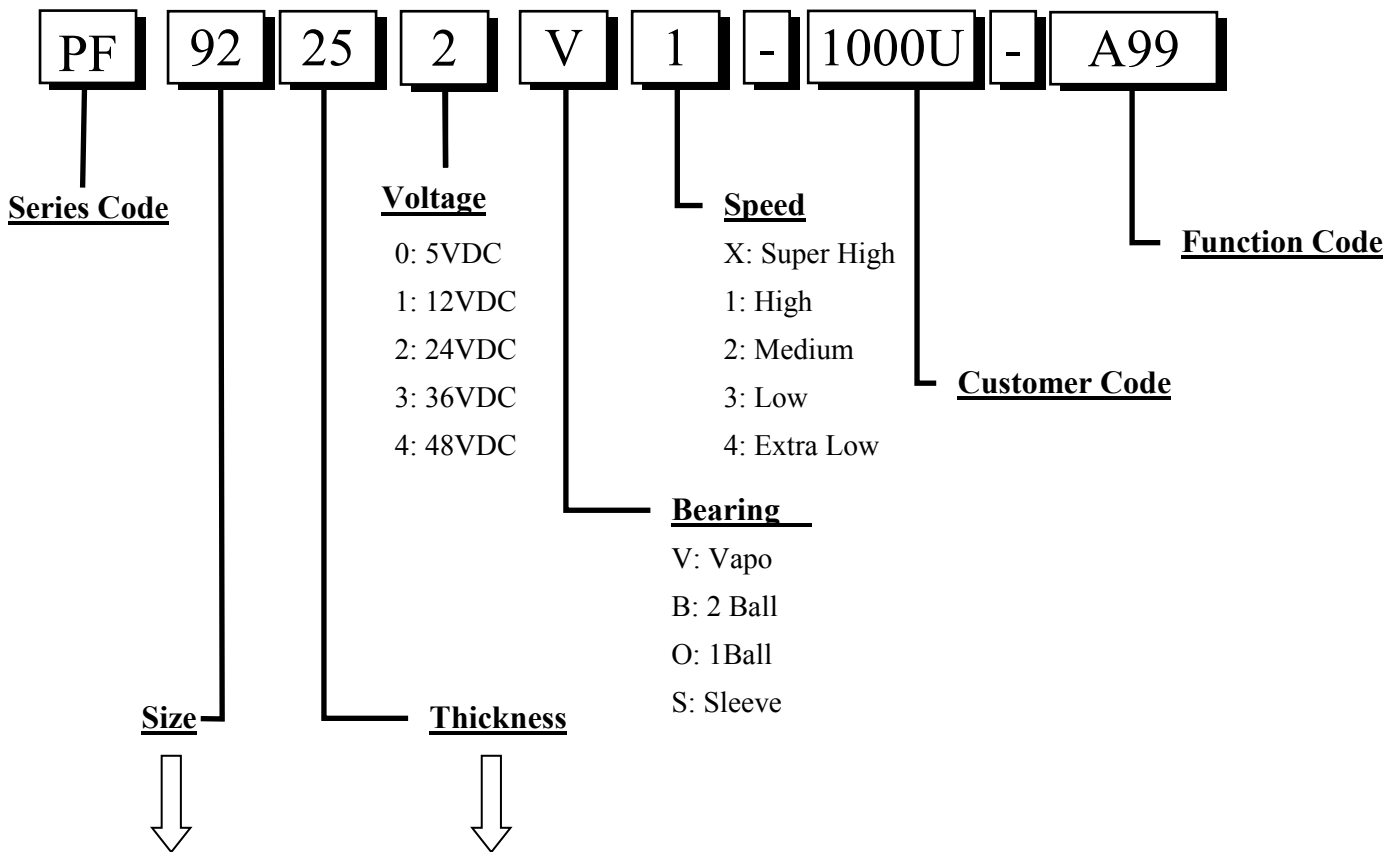 PF 92 25 2 V 1 - 1000U - A99
Series Code
Voltage
0: 5VDC
1: 12VDC
2: 24VDC
3: 36VDC
4: 48VDC
Speed
X: Super High
1: High
2: Medium
3: Low
4: Extra Low
Function Code
Customer Code
Bearing
V: Vapo
B: 2 Ball
O: 1Ball
S: Sleeve
Size
Thickness